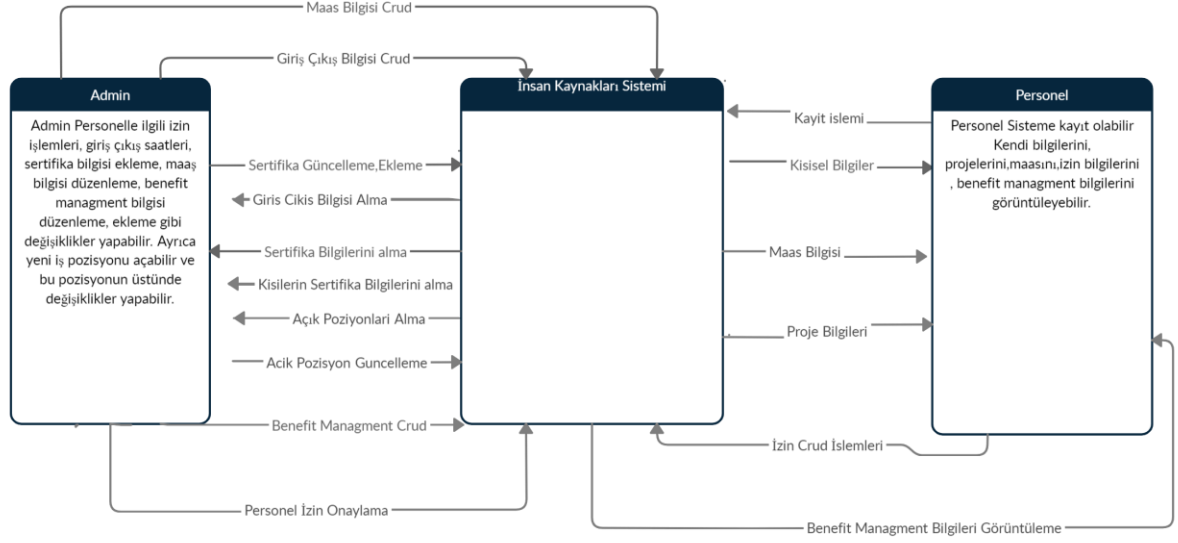 Maas Bilgisi Crud
Giriş Çıkış Bilgisi Crud
Admin
Admin Personelle ilgili izin
işlemleri, giriş çıkış saatleri,
sertifika bilgisi ekleme, maaş
bilgisi düzenleme, benefit
managment bilgisi
düzenleme, ekleme gibi
değişiklikler yapabilir. Ayrıca
yeni iş pozisyonu açabilir ve
bu pozisyonun üstünde
değişiklikler yapabilir.
Sertifika Güncelleme,Ekleme
Giris Cikis Bilgisi Alma
Sertifika Bilgilerini alma
Kisilerin Sertifika Bilgilerini alma
Açık Poziyonlari Alma
Acik Pozisyon Guncelleme
Benefit Managment Crud
Personel İzin Onaylama
İnsan Kaynakları Sistemi
Kayit islemi
Kisisel Bilgiler
Maas Bilgisi
Proje Bilgileri
İzin Crud İslemleri
Benefit Managment Bilgileri Görüntüleme
Personel
Personel Sisteme kayıt olabilir
Kendi bilgilerini,
projelerini,maasını,izin bilgilerini
, benefit managment bilgilerini
görüntüleyebilir.